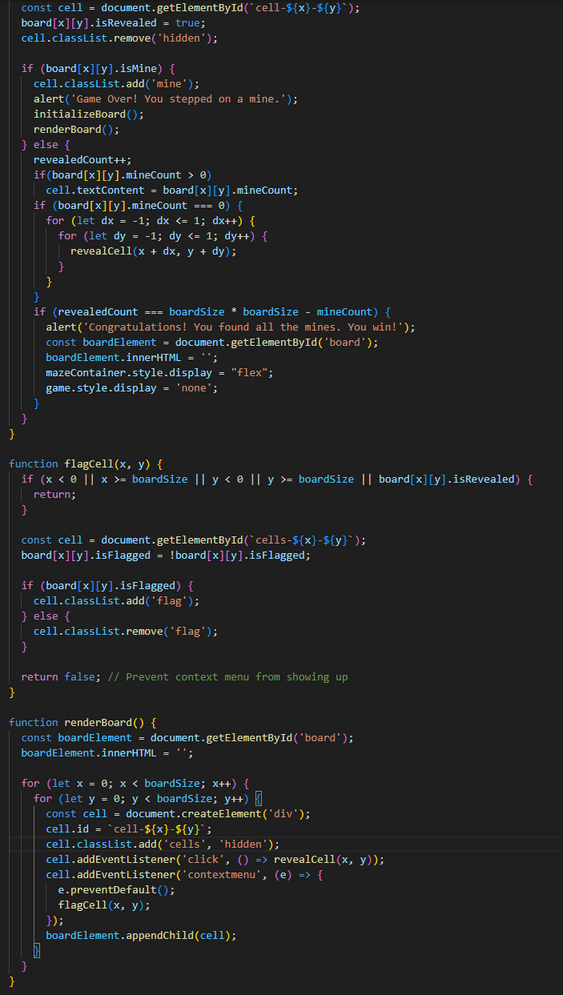 const cell = document.getElementById(`cell-${x}-${y}`);
board[x][y].isRevealed = true;
cell.classList.remove('hidden');
if (board[x][y].isMine) {
cell.classList.add('mine');
alert('Game Over! You stepped on a mine.');
initializeBoard();
renderBoard();
} else {
revealedCount++;
if(board[x][y].mineCount > 0)
cell.textContent = board[x][y].mineCount;
if (board[x][y].mineCount === 0) {
for (let dx = -1; dx <= 1; dx++) {
for (let dy = -1; dy <= 1; dy++) {
revealCell(x + dx, y + dy);
}
}
}
if (revealedCount === boardSize * boardSize - mineCount) {
alert('Congratulations! You found all the mines. You win!');
const boardElement = document.getElementById('board');
boardElement.innerHTML = '';
mazeContainer.style.display = "flex";
game.style.display = 'none';
}
}
}
function flagCell(x, y) {
if (x < 0 || x >= boardSize || y < 0 || y >= boardSize || board[x][y].isRevealed) {
return;
}
const cell = document.getElementById(`cells-${x}-${y}`);
board[x][y].isFlagged = !board[x][y].isFlagged;
if (board[x][y].isFlagged) {
cell.classList.add('flag');
} else {
cell.classList.remove('flag');
}
return false; // Prevent context menu from showing up
}
function renderBoard() {
const boardElement = document.getElementById('board');
boardElement.innerHTML = '';
for (let x = 0; x < boardSize; x++) {
for (let y = 0; y < boardSize; y++) {
const cell = document.createElement('div');
cell.id = `cell-${x}-${y}`;
cell.classList.add('cells', 'hidden');
cell.addEventListener('click', () => revealCell(x, y));
cell.addEventListener('contextmenu', (e) => {
e.preventDefault();
flagCell(x, y);
});
boardElement.appendChild(cell);
}
}
}